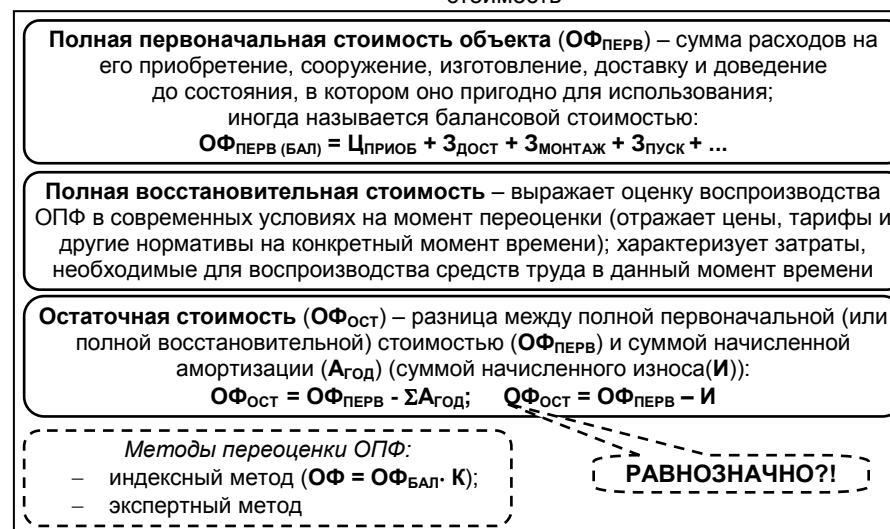 стоимость
Полная первоначальная стоимость объекта (ОФПЕРВ) – сумма расходов на
его приобретение, сооружение, изготовление, доставку и доведение
до состояния, в котором оно пригодно для использования;
иногда называется балансовой стоимостью:
ОФПЕРВ (БАЛ) = ЦПРИОБ + ЗДОСТ + ЗМОНТАЖ + ЗПУСК + ...
Полная восстановительная стоимость – выражает оценку воспроизводства
ОПФ в современных условиях на момент переоценки (отражает цены, тарифы и
другие нормативы на конкретный момент времени); характеризует затраты,
необходимые для воспроизводства средств труда в данный момент времени
Остаточная стоимость (ОФОСТ) – разница между полной первоначальной (или
полной восстановительной) стоимостью (ОФПЕРВ) и суммой начисленной
амортизации (АГОД) (суммой начисленного износа(И)):
ОФОСТ = ОФПЕРВ - ΣАГОД; ОФОСТ = ОФПЕРВ – И
Методы переоценки ОПФ:
– индексный метод (ОФ = ОФБАЛ· К);
– экспертный метод
РАВНОЗНАЧНО?!